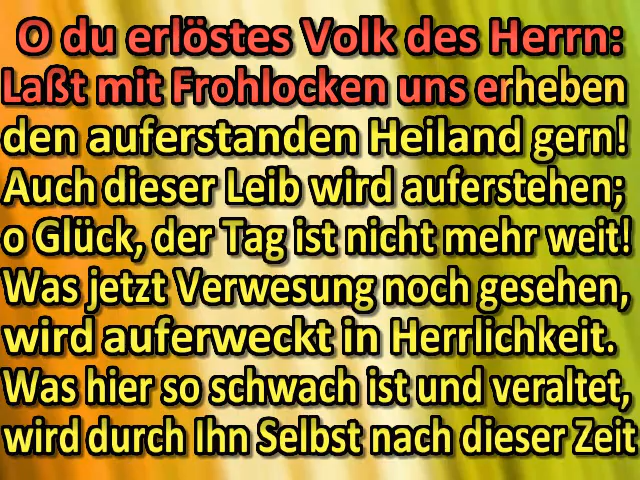 O du erlöstes Volk des Herrn:
Laßt mit Frohlocken uns erheben
den auferstanden Heiland gern!
Auch dieser Leib wird auferstehen;
o Glück, der Tag ist nicht mehr weit!
Was jetzt Verwesung noch gesehen,
wird auferweckt in Herrlichkeit.
Was hier so schwach ist und veraltet,
wird durch Ihn Selbst nach dieser Zeit